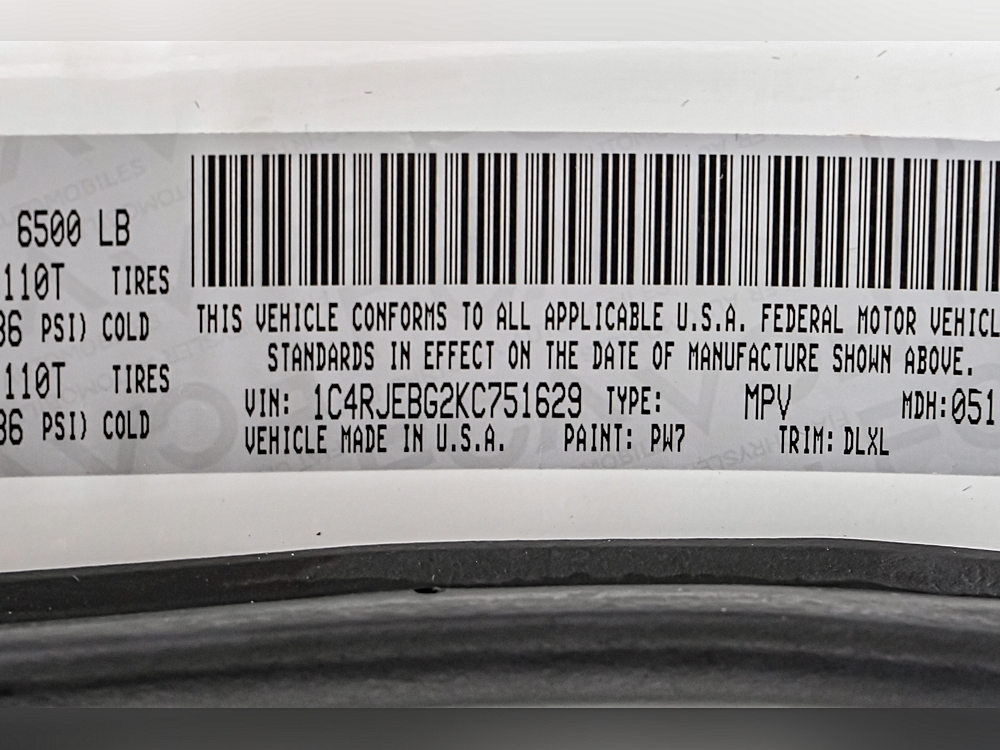 6500 LB
110T TIRES
36 PSI) COLD
110T TIRES
36 PSI) COLD
THIS VEHICLE CONFORMS TO ALL APPLICABLE U.S.A. FEDERAL MOTOR VEHICL
STANDARDS IN EFFECT ON THE DATE OF MANUFACTURE SHOWN ABOVE.
VIN: 1C4RJEBG2KC751629 TYPE: MPV MDH:051
VEHICLE MADE IN U.S.A. PAINT: PW7 TRIM: DLXL